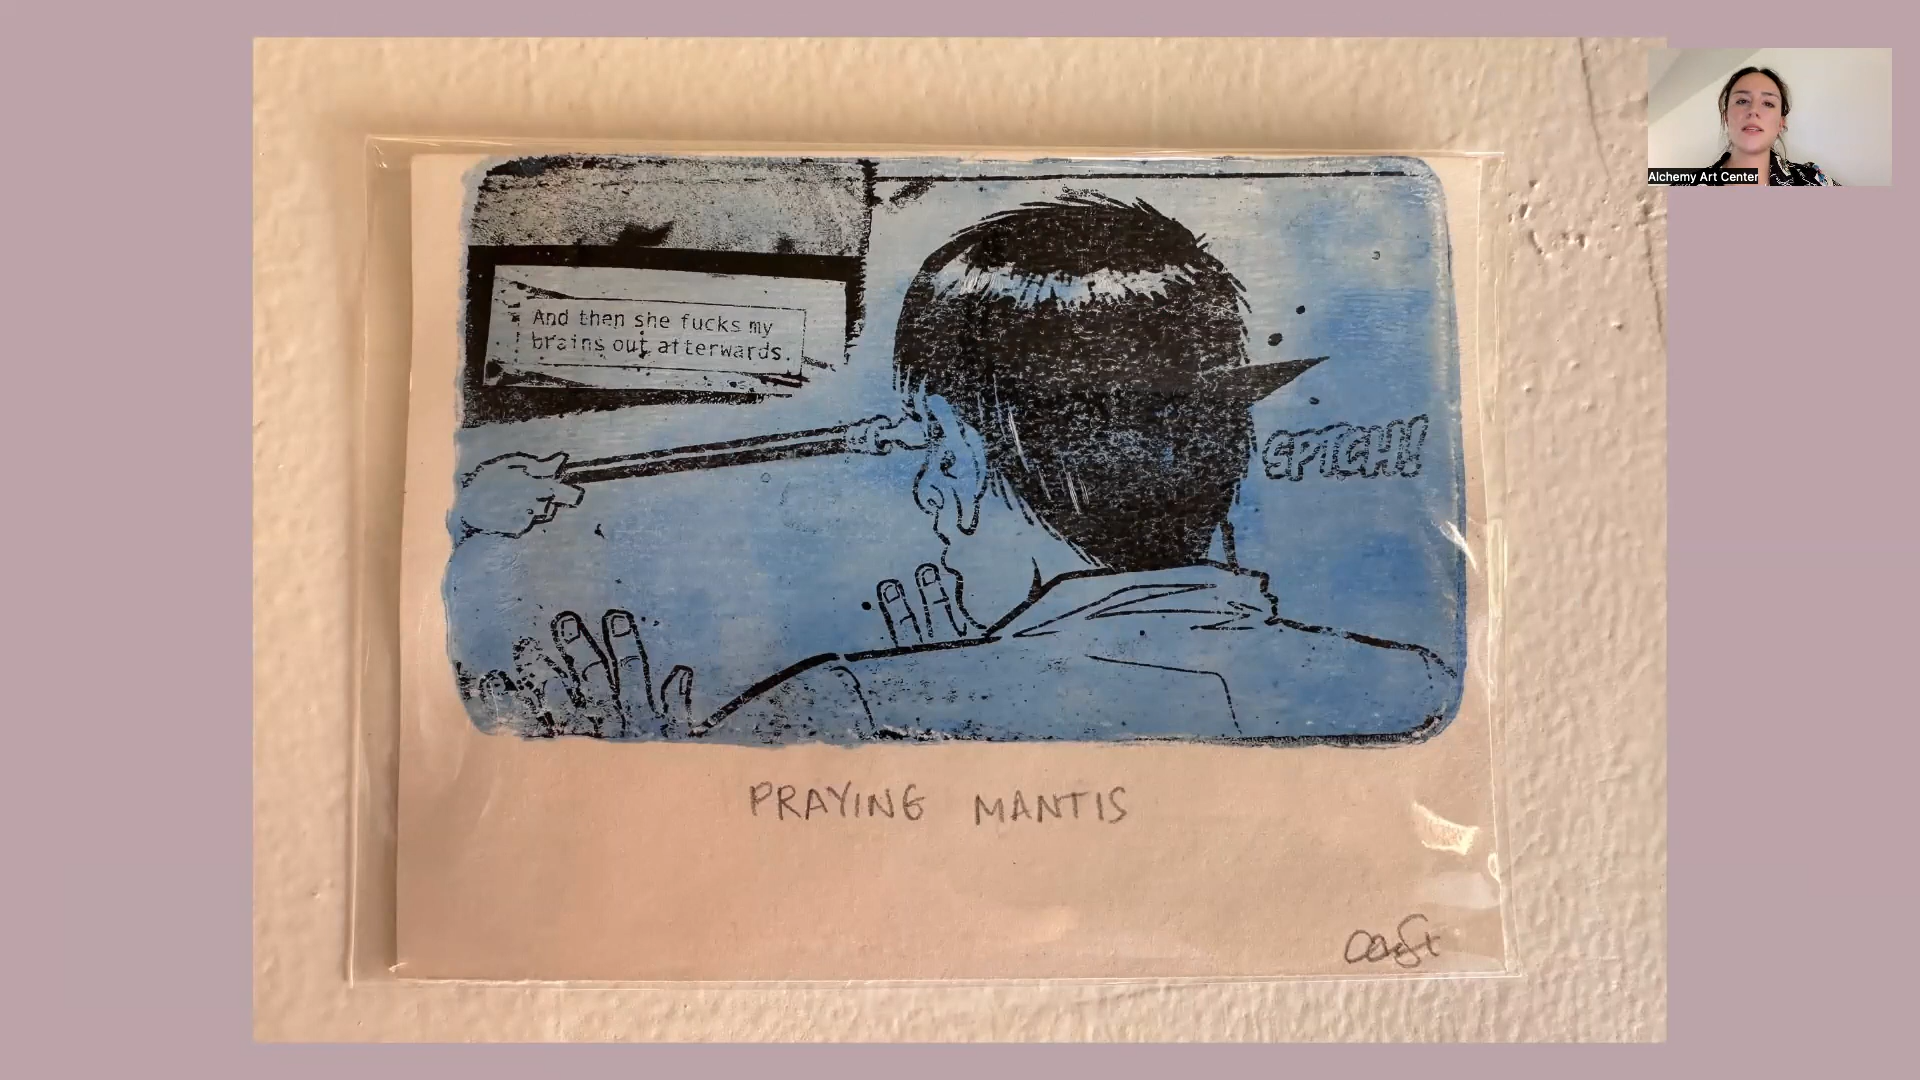 Alchemy Art Center
And then she fucks my
brains out afterwards.
SPTCH!
PRAYING MANTIS